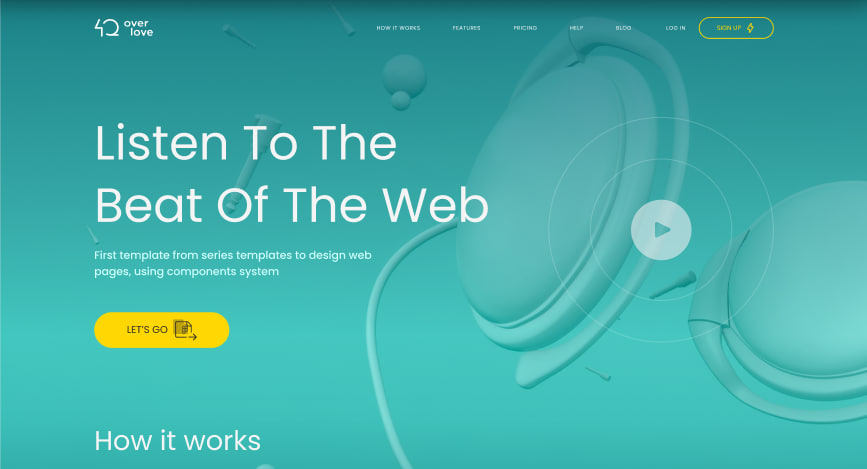 over
love
HOW IT WORKS
FEATURES
PRICING
HELP
BLOG
LOG IN
SIGN UP
Listen To The
Beat Of The Web
First template from series templates to design web
pages, using components system
LET'S GO
How it works